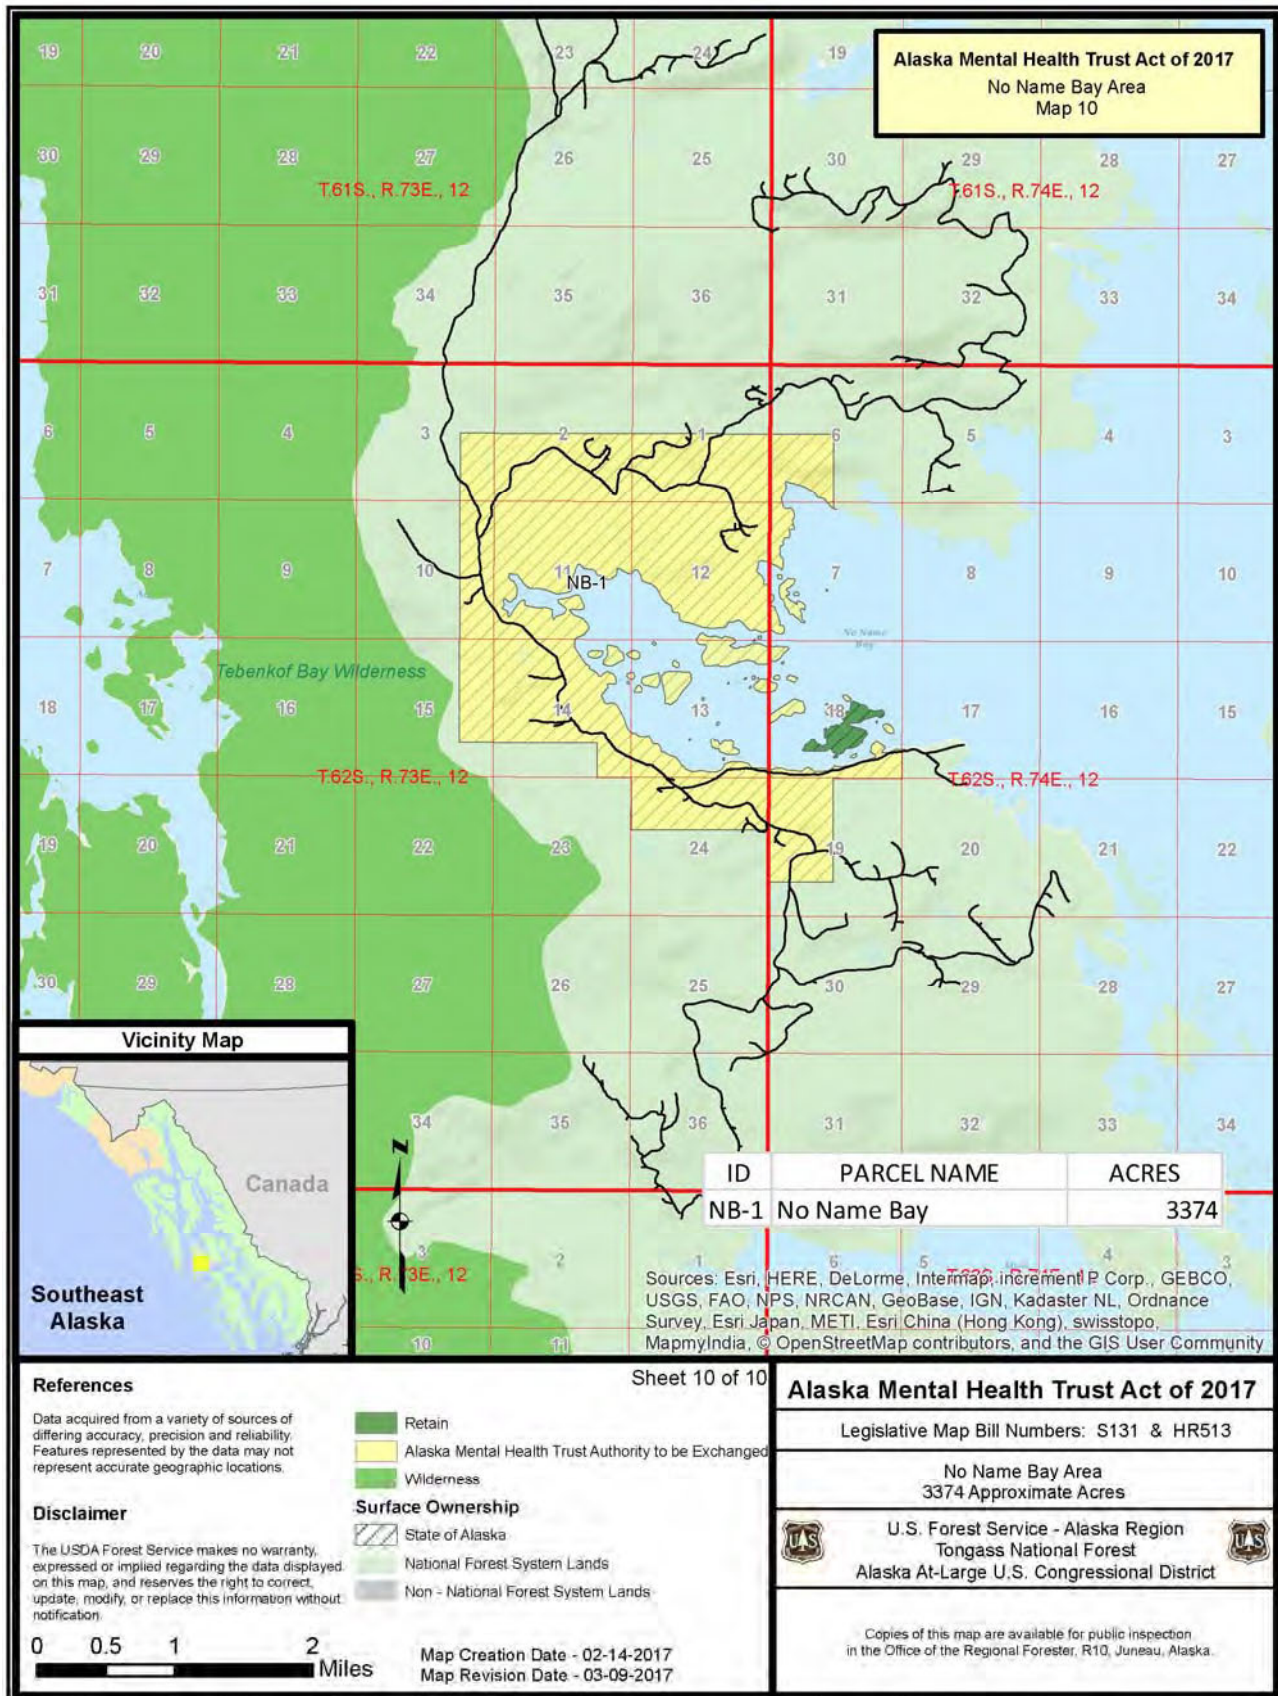 Alaska Mental Health Trust Act of 2017
No Name Bay Area
Map 10
19 20 21 22 23 24 19
30 29 28 27 26 25 30 29 28 27
T.61S., R.73E., 12 T.61S., R.74E., 12
31 32 33 34 35 36 31 32 33 34
6 5 4 3 2 1 6 5 4 3
7 8 9 10 11 12 7 8 9 10
NB-1
No Name
Bay
Tebenkof Bay Wilderness
18 17 16 15 14 13 18 17 16 15
T.62S., R.73E., 12 T.62S., R.74E., 12
19 20 21 22 23 24 19 20 21 22
30 29 28 27 26 25 30 29 28 27
34 35 36 31 32 33 34
Vicinity Map
Canada
Southeast
Alaska
N
ID PARCEL NAME ACRES
NB-1 No Name Bay 3374
3 2 1 6 5 4 3
S., R.73E., 12
10 11
Sources: Esri, HERE, DeLorme, Intermap, increment P Corp., GEBCO,
USGS, FAO, NPS, NRCAN, GeoBase, IGN, Kadaster NL, Ordnance
Survey, Esri Japan, METI, Esri China (Hong Kong), swisstopo,
MapmyIndia, © OpenStreetMap contributors, and the GIS User Community
Sheet 10 of 10
References
Data acquired from a variety of sources of
differing accuracy, precision and reliability.
Features represented by the data may not
represent accurate geographic locations.
Disclaimer
The USDA Forest Service makes no warranty,
expressed or implied regarding the data displayed
on this map, and reserves the right to correct,
update, modify, or replace this information without
notification.
0 0.5 1 2
Miles
Retain
Alaska Mental Health Trust Authority to be Exchanged
Wilderness
Surface Ownership
State of Alaska
National Forest System Lands
Non - National Forest System Lands
Map Creation Date - 02-14-2017
Map Revision Date - 03-09-2017
Alaska Mental Health Trust Act of 2017
Legislative Map Bill Numbers: S131 & HR513
No Name Bay Area
3374 Approximate Acres
UAS UAS
U.S. Forest Service - Alaska Region
Tongass National Forest
Alaska At-Large U.S. Congressional District
Copies of this map are available for public inspection
in the Office of the Regional Forester, R10, Juneau, Alaska.